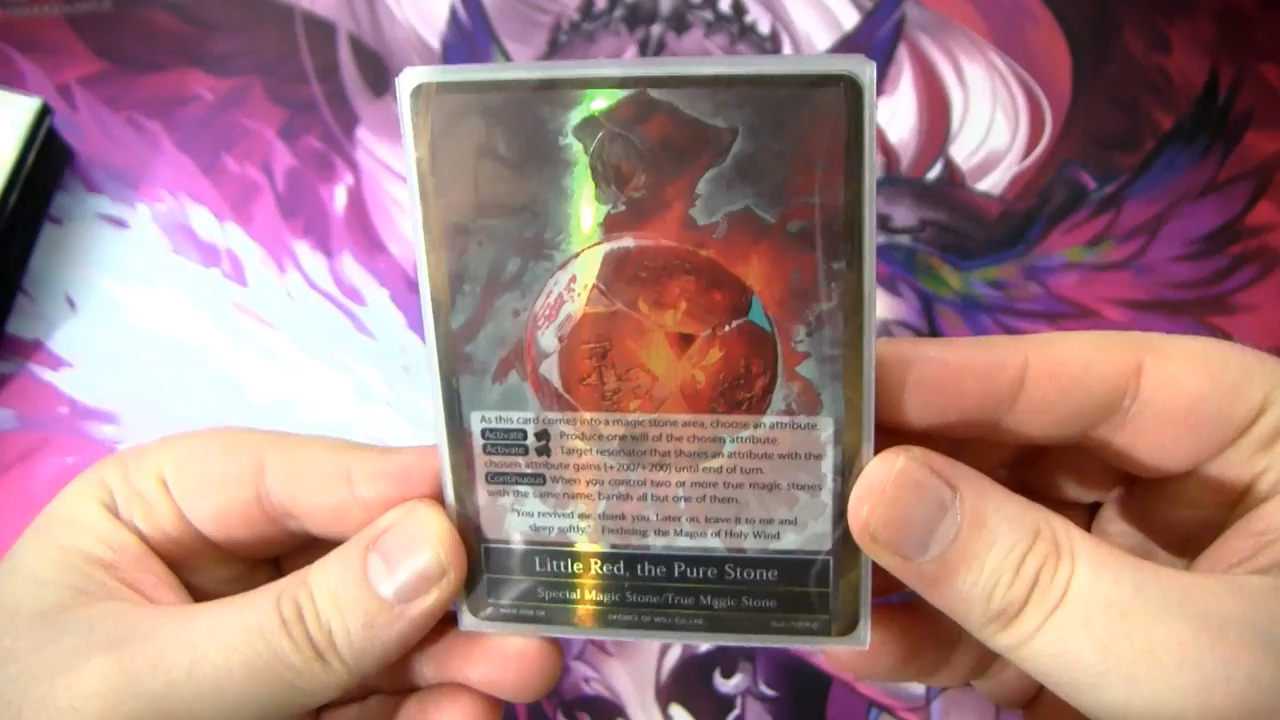 As this card comes into a magic stone area, choose an attribute.
Activate : Produce one will of the chosen attribute.
Activate : Target resonator that shares an attribute with the
chosen attribute gains [+200/+200] until end of turn.
Continuous When you control two or more true magic stones
with the same name, banish all but one of them.
"You revived me, thank you. Later on, leave it to me and
sleep softly." Fiethsing, the Magus of Holy Wind
Little Red, the Pure Stone
Special Magic Stone/True Magic Stone
©FORCE OF WILL CO.,LTD.